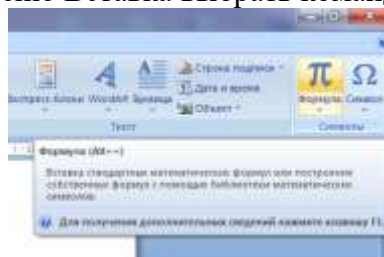 Вставка выбрать
Экспресс-блоки WordArt Буквица
Строка подписи
Дата и время
Объект
Формула Символ
Текст
Символы
Формула (Alt+=)
Вставка стандартных математических формул или построение
собственных формул с помощью библиотеки математических
символов.
Для получения дополнительных сведений нажмите клавишу F1.